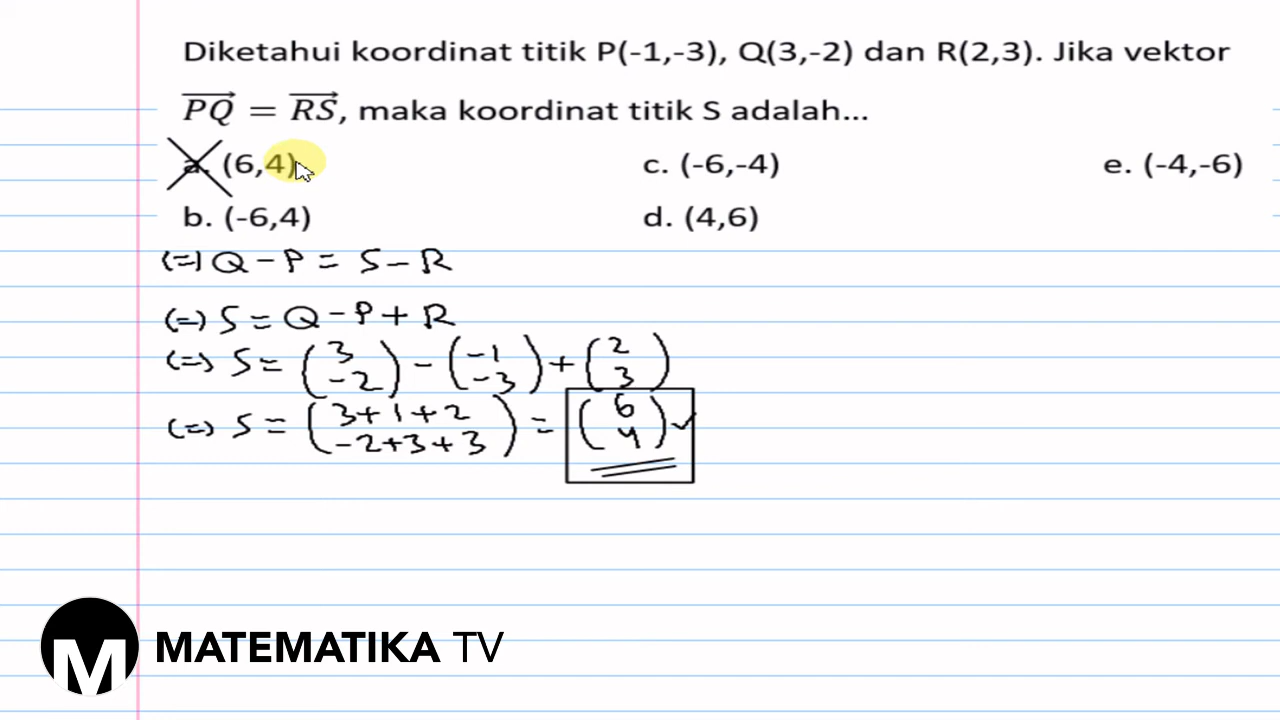 Diketahui koordinat titik P(-1,-3), Q(3,-2) dan R(2,3). Jika vektor
PQ = RS, maka koordinat titik S adalah...
a. (6,4) c. (-6,-4) e. (-4,-6)
b. (-6,4) d. (4,6)
(=) Q - P = S - R
(=) S = Q - P + R
(=) S = (3 -2) - (-1 -3) + (2 3)
(=) S = (3+1+2 -2+3+3) = (6 4) ✓
M MATEMATIKA TV